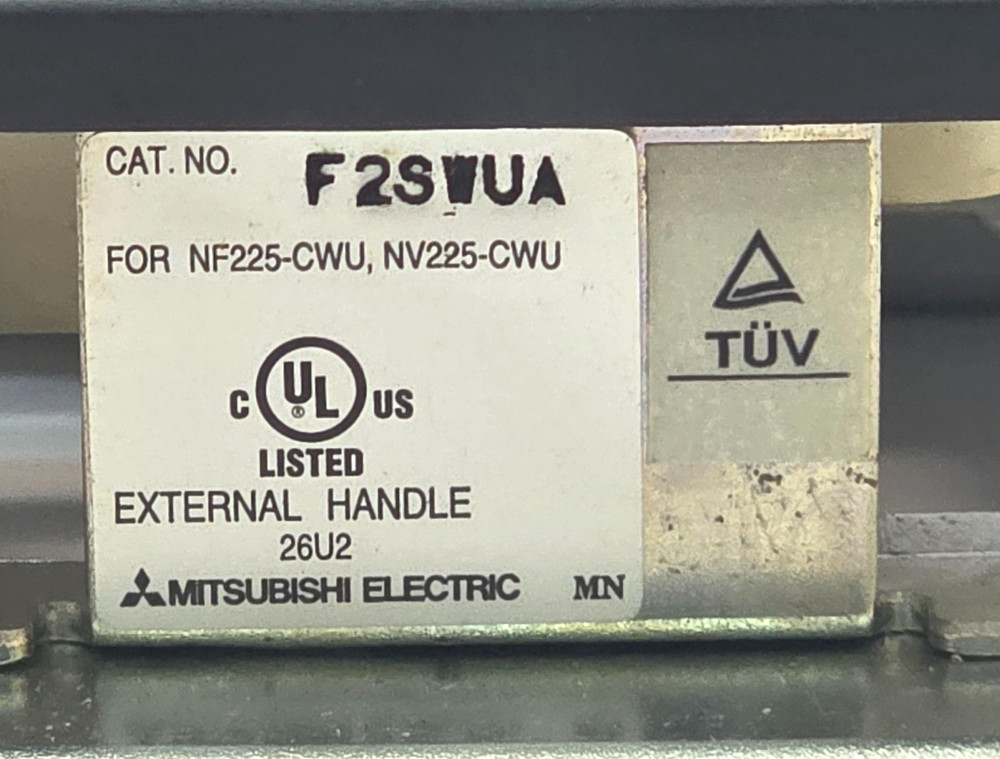 CAT. NO. F2SWUA
FOR NF225-CWU, NV225-CWU
C UL® US
LISTED
EXTERNAL HANDLE
26U2
MITSUBISHI ELECTRIC MN
TÜV